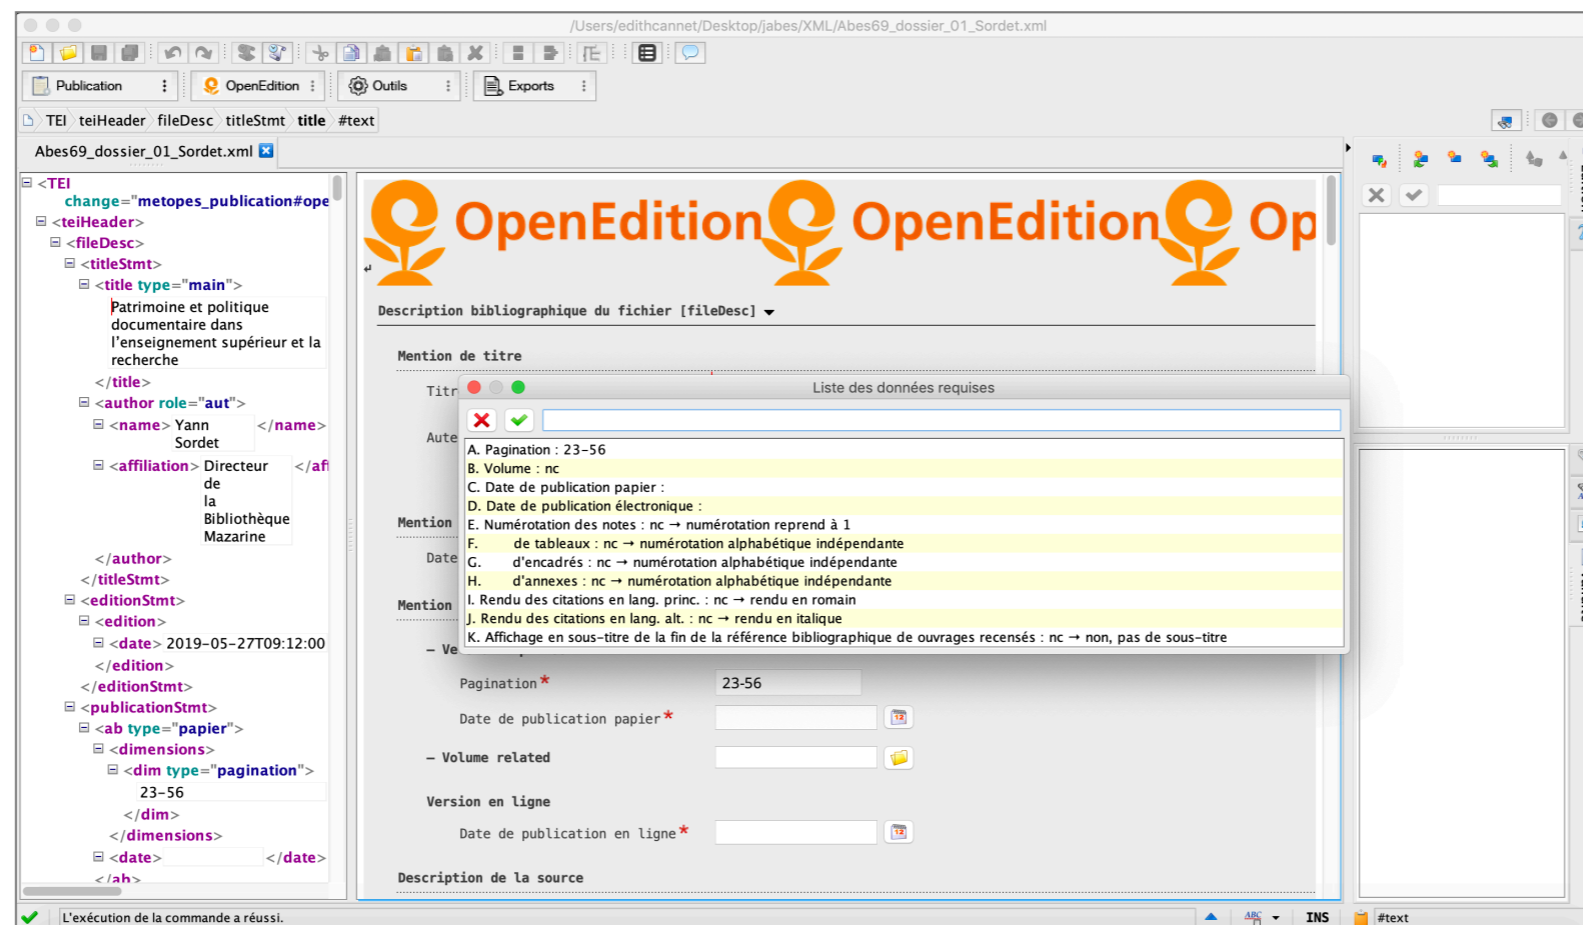 /Users/edithcannet/Desktop/jabes/XML/Abes69_dossier_01_Sordet.xml
Publication
OpenEdition
Outils
Exports
TEI teiHeader fileDesc titleStmt title #text
Abes69_dossier_01_Sordet.xml
<TEI
change="metopes_publication#ope
<teiHeader>
<fileDesc>
<titleStmt>
<title type="main">
Patrimoine et politique
documentaire dans
l'enseignement supérieur et la
recherche
</title>
<author role="aut">
<name> Yann </name>
Sordet
<affiliation> Directeur </affi
de
la
Bibliothèque
Mazarine
</author>
</titleStmt>
<editionStmt>
<edition>
<date> 2019-05-27T09:12:00
</edition>
</editionStmt>
<publicationStmt>
<ab type="papier">
<dimensions>
<dim type="pagination">
23-56
</dim>
</dimensions>
<date> </date>
</ab>
OpenEdition OpenEdition Op
Description bibliographique du fichier [fileDesc]
Mention de titre
Titr
Aute
Mention
Date
Mention
– Ve
Liste des données requises
A. Pagination : 23-56
B. Volume : nc
C. Date de publication papier :
D. Date de publication électronique :
E. Numérotation des notes : nc → numérotation reprend à 1
F. de tableaux : nc → numérotation alphabétique indépendante
G. d'encadrés : nc → numérotation alphabétique indépendante
H. d'annexes : nc → numérotation alphabétique indépendante
I. Rendu des citations en lang. princ. : nc → rendu en romain
J. Rendu des citations en lang. alt. : nc → rendu en italique
K. Affichage en sous-titre de la fin de la référence bibliographique de ouvrages recensés : nc → non, pas de sous-titre
Pagination* 23-56
Date de publication papier*
– Volume related
Version en ligne
Date de publication en ligne*
Description de la source
L'exécution de la commande a réussi.
ABC
INS
#text